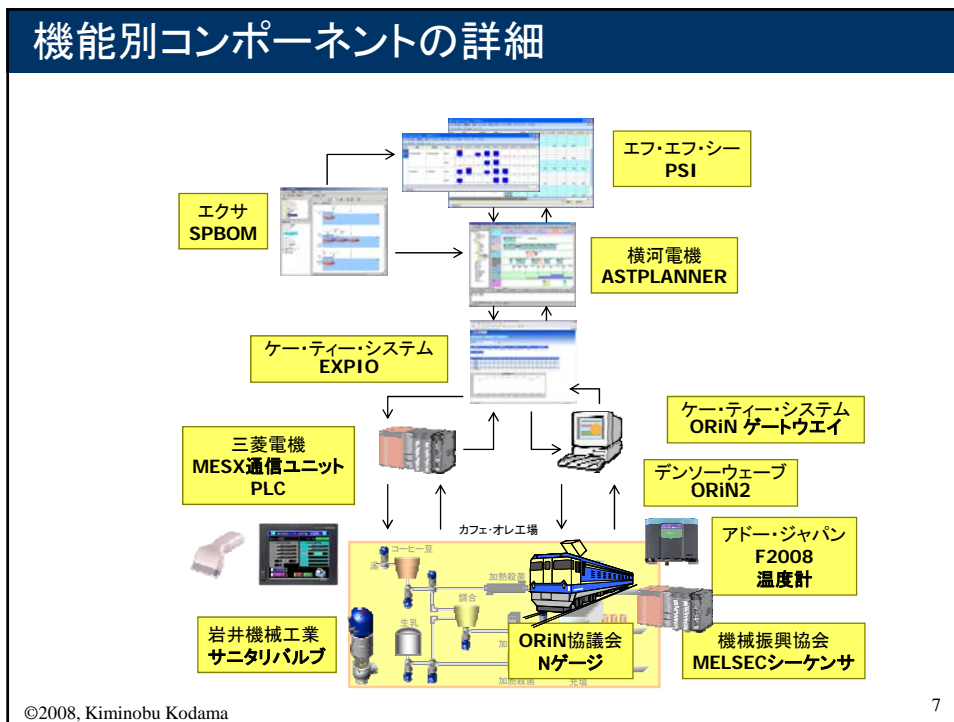 機能別コンポーネントの詳細
エフ・エフ・シー
PSI
エクサ
SPBOM
横河電機
ASTPLANNER
ケー・ティー・システム
EXPIO
ケー・ティー・システム
ORiN ゲートウエイ
三菱電機
MESX通信ユニット
PLC
デンソーウェーブ
ORiN2
カフェ・オレ工場
アドー・ジャパン
F2008
温度計
コーヒー豆
湯
加熱殺菌
調合
生乳
岩井機械工業
サニタリバルブ
ORiN協議会
Nゲージ
機械振興協会
MELSECシーケンサ
加熱殺菌
充填
©2008, Kiminobu Kodama
7